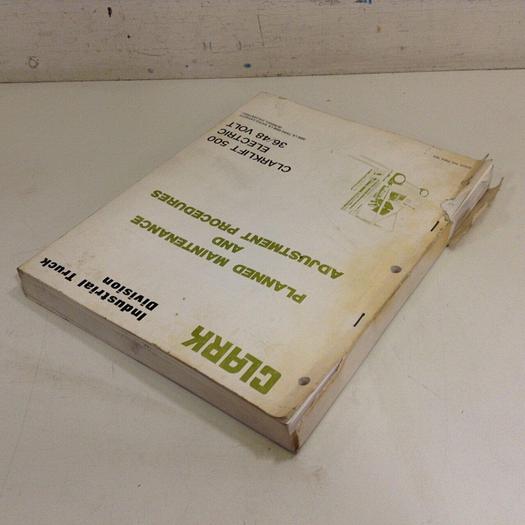 CLARK
Industrial Truck
Division
PLANNED MAINTENANCE
AND
ADJUSTMENT PROCEDURES
CLARKLIFT 500
ELECTRIC
36/48 VOLT